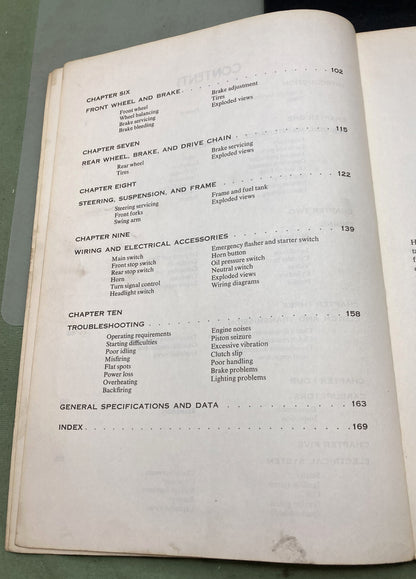 CHAPTER SIX
FRONT WHEEL AND BRAKE . . . . . . . . . . . . . . . . 102
Front wheel
Wheel balancing
Brake servicing
Brake bleeding
Brake adjustment
Tires
Exploded views
CHAPTER SEVEN
REAR WHEEL, BRAKE, AND DRIVE CHAIN . . . . . . . . . . . . 115
Rear wheel
Tires
Brake servicing
Exploded views
CHAPTER EIGHT
STEERING, SUSPENSION, AND FRAME . . . . . . . . . . . . . 122
Steering servicing
Front forks
Swing arm
Frame and fuel tank
Exploded views
CHAPTER NINE
WIRING AND ELECTRICAL ACCESSORIES . . . . . . . . . . . . 139
Main switch
Front stop switch
Rear stop switch
Horn
Turn signal control
Headlight switch
Emergency flasher and starter switch
Horn button
Oil pressure switch
Neutral switch
Exploded views
Wiring diagrams
CHAPTER TEN
TROUBLESHOOTING . . . . . . . . . . . . . . . . . . 158
Operating requirements
Starting difficulties
Poor idling
Misfiring
Flat spots
Power loss
Overheating
Backfiring
Engine noises
Piston seizure
Excessive vibration
Clutch slip
Poor handling
Brake problems
Lighting problems
GENERAL SPECIFICATIONS AND DATA . . . . . . . . . . . . 163
INDEX . . . . . . . . . . . . . . . . . . . . . . . . 169